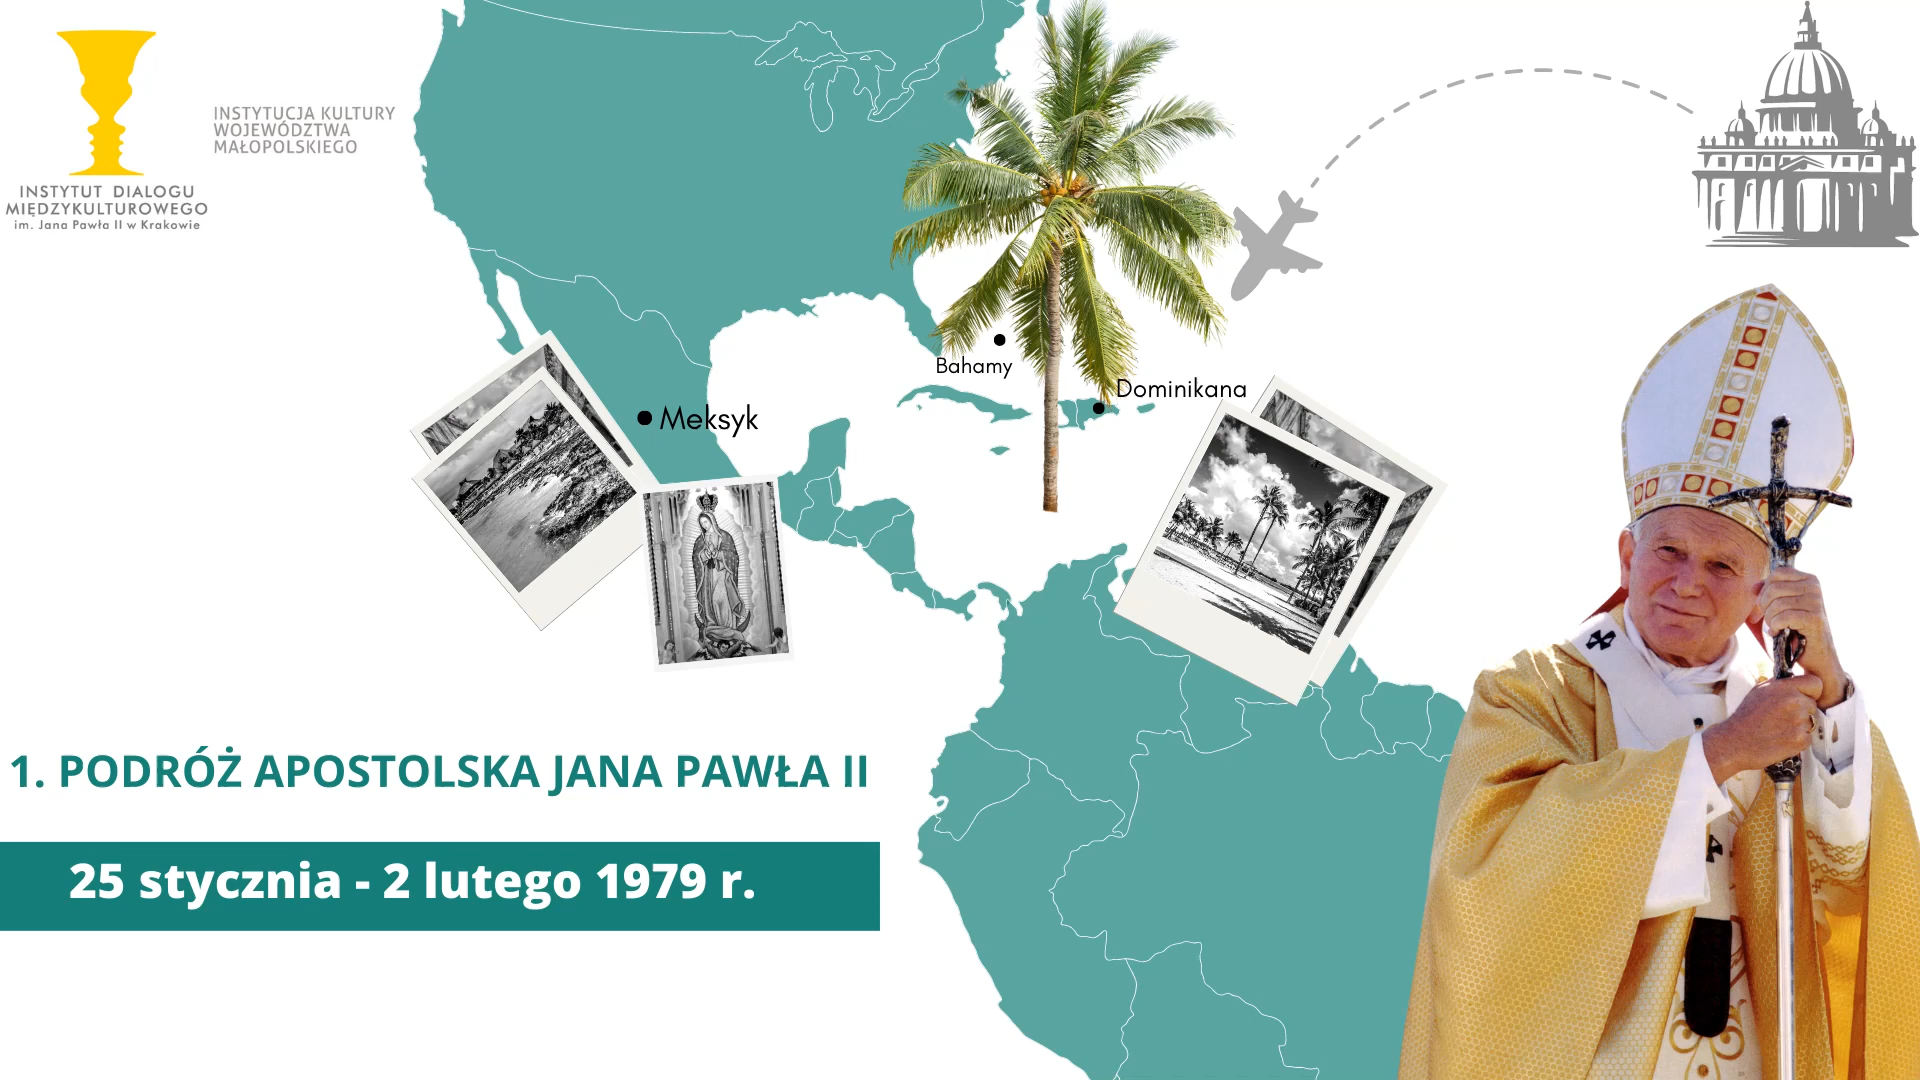 INSTYTUT DIALOGU
MIĘDZYKULTUROWEGO
im. Jana Pawła II w Krakowie
INSTYTUCJA KULTURY
WOJEWÓDZTWA
MAŁOPOLSKIEGO
Bahamy
Dominikana
Meksyk
1. PODRÓŻ APOSTOLSKA JANA PAWŁA II
25 stycznia - 2 lutego 1979 r.